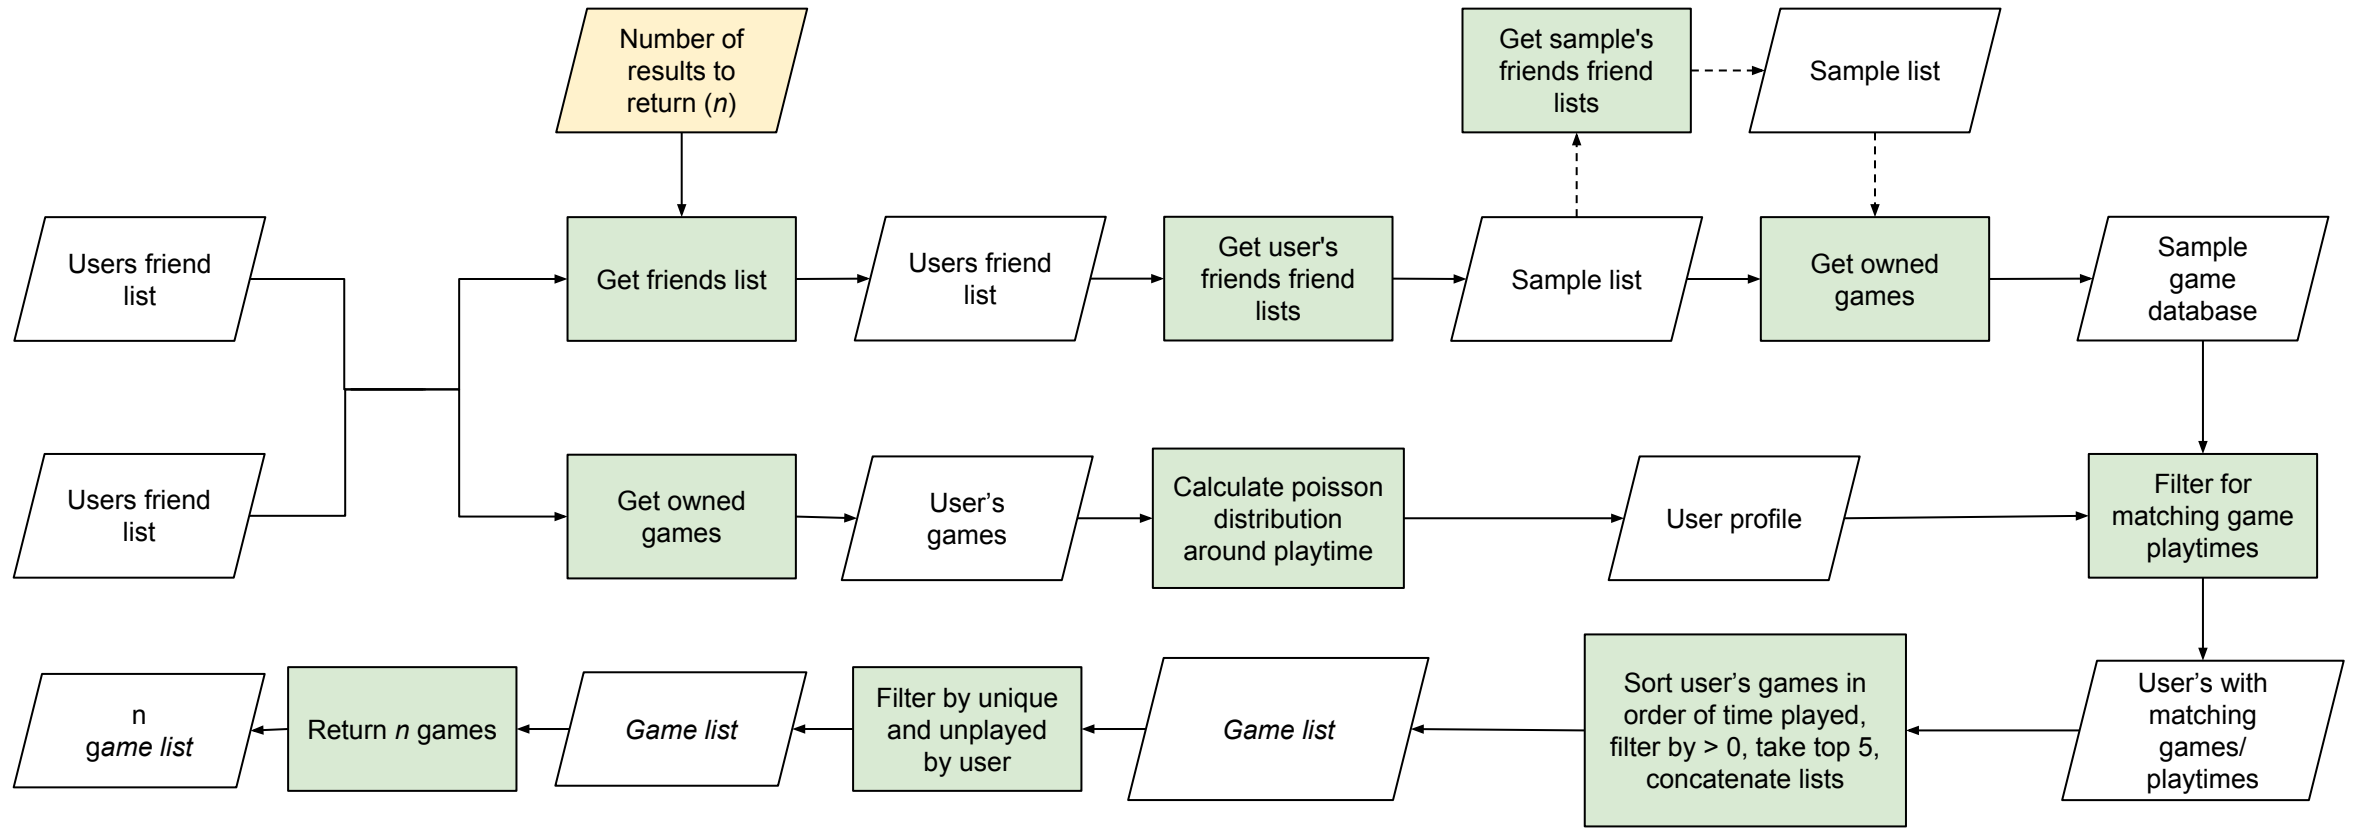 Number of
results to
return (n)
Get sample's
friends friend
lists
Sample list
Users friend
list
Get friends list
Users friend
list
Get user's
friends friend
lists
Sample list
Get owned
games
Sample
game
database
Users friend
list
Get owned
games
User’s
games
Calculate poisson
distribution
around playtime
User profile
Filter for
matching game
playtimes
n
game list
Return n games
Game list
Filter by unique
and unplayed
by user
Game list
Sort user’s games in
order of time played,
filter by > 0, take top 5,
concatenate lists
User’s with
matching
games/
playtimes